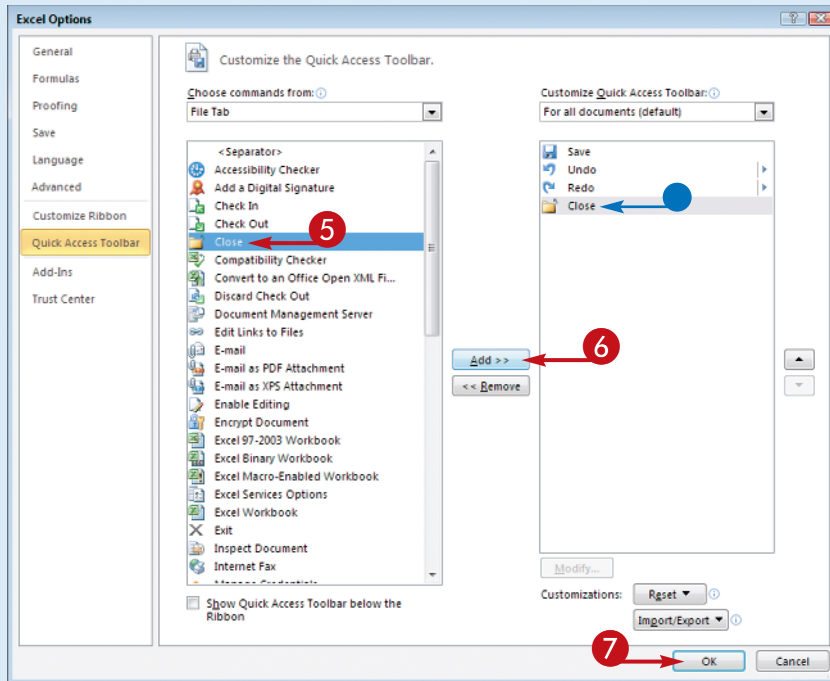 Excel Options
General
Formulas
Proofing
Save
Language
Advanced
Customize Ribbon
Quick Access Toolbar
Add-Ins
Trust Center
Customize the Quick Access Toolbar.
Choose commands from:
File Tab
<Separator>
Accessibility Checker
Add a Digital Signature
Check In
Check Out
Close
5
Compatibility Checker
Convert to an Office Open XML Fi...
Discard Check Out
Document Management Server
Edit Links to Files
E-mail
E-mail as PDF Attachment
E-mail as XPS Attachment
Enable Editing
Encrypt Document
Excel 97-2003 Workbook
Excel Binary Workbook
Excel Macro-Enabled Workbook
Excel Services Options
Excel Workbook
Exit
Inspect Document
Internet Fax
Manage Credentials
Show Quick Access Toolbar below the
Ribbon
Add >>
6
<< Remove
Customize Quick Access Toolbar:
For all documents (default)
Save
Undo
Redo
Close
Modify...
Customizations:
Reset
Import/Export
7
OK
Cancel